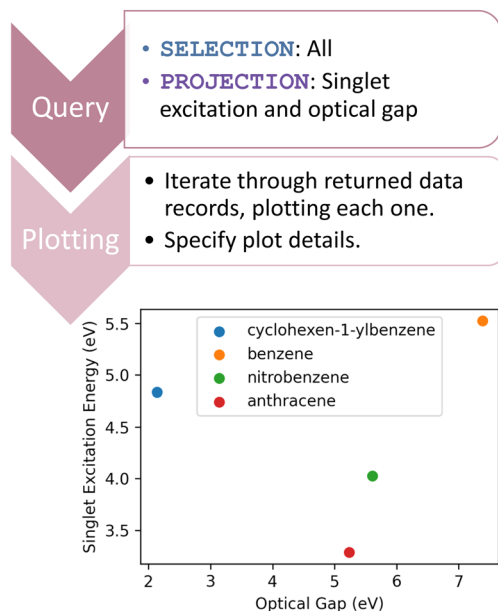 Query
• SELECTION: All
• PROJECTION: Singlet
excitation and optical gap
Plotting
• Iterate through returned data
records, plotting each one.
• Specify plot details.
Singlet Excitation Energy (eV)
5.5
5.0
4.5
4.0
3.5
cyclohexen-1-ylbenzene
benzene
nitrobenzene
anthracene
2 3 4 5 6 7
Optical Gap (eV)